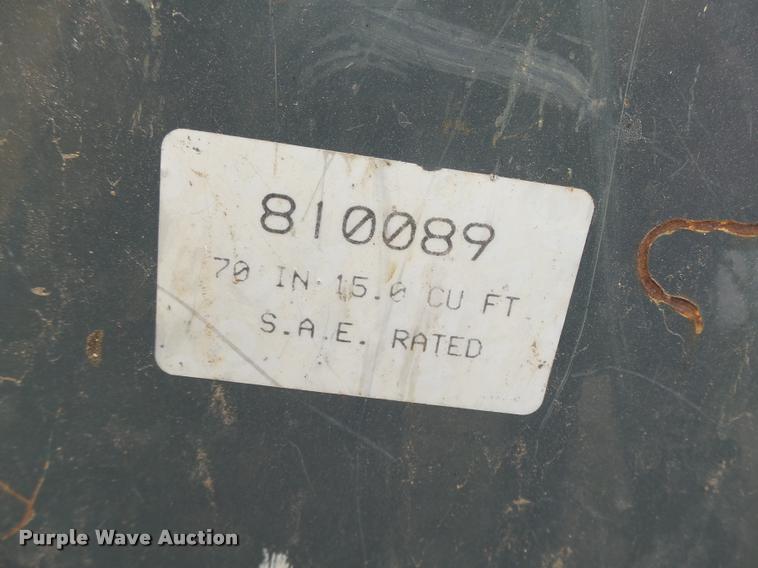 810089
70 IN 15.0 CU FT
S.A.E. RATED
Purple Wave Auction